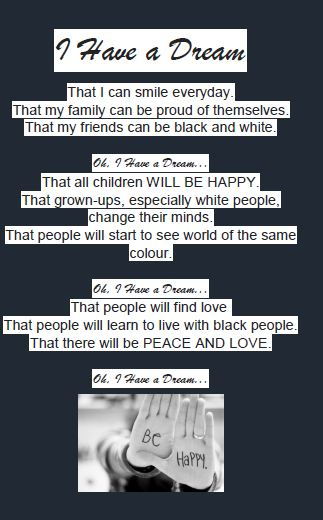 I Have a Dream
That I can smile everyday.
That my family can be proud of themselves.
That my friends can be black and white.
Oh, I Have a Dream...
That all children WILL BE HAPPY.
That grown-ups, especially white people,
change their minds.
That people will start to see world of the same
colour.
Oh, I Have a Dream...
That people will find love
That people will learn to live with black people.
That there will be PEACE AND LOVE.
Oh, I Have a Dream...
Be
HaPPY.